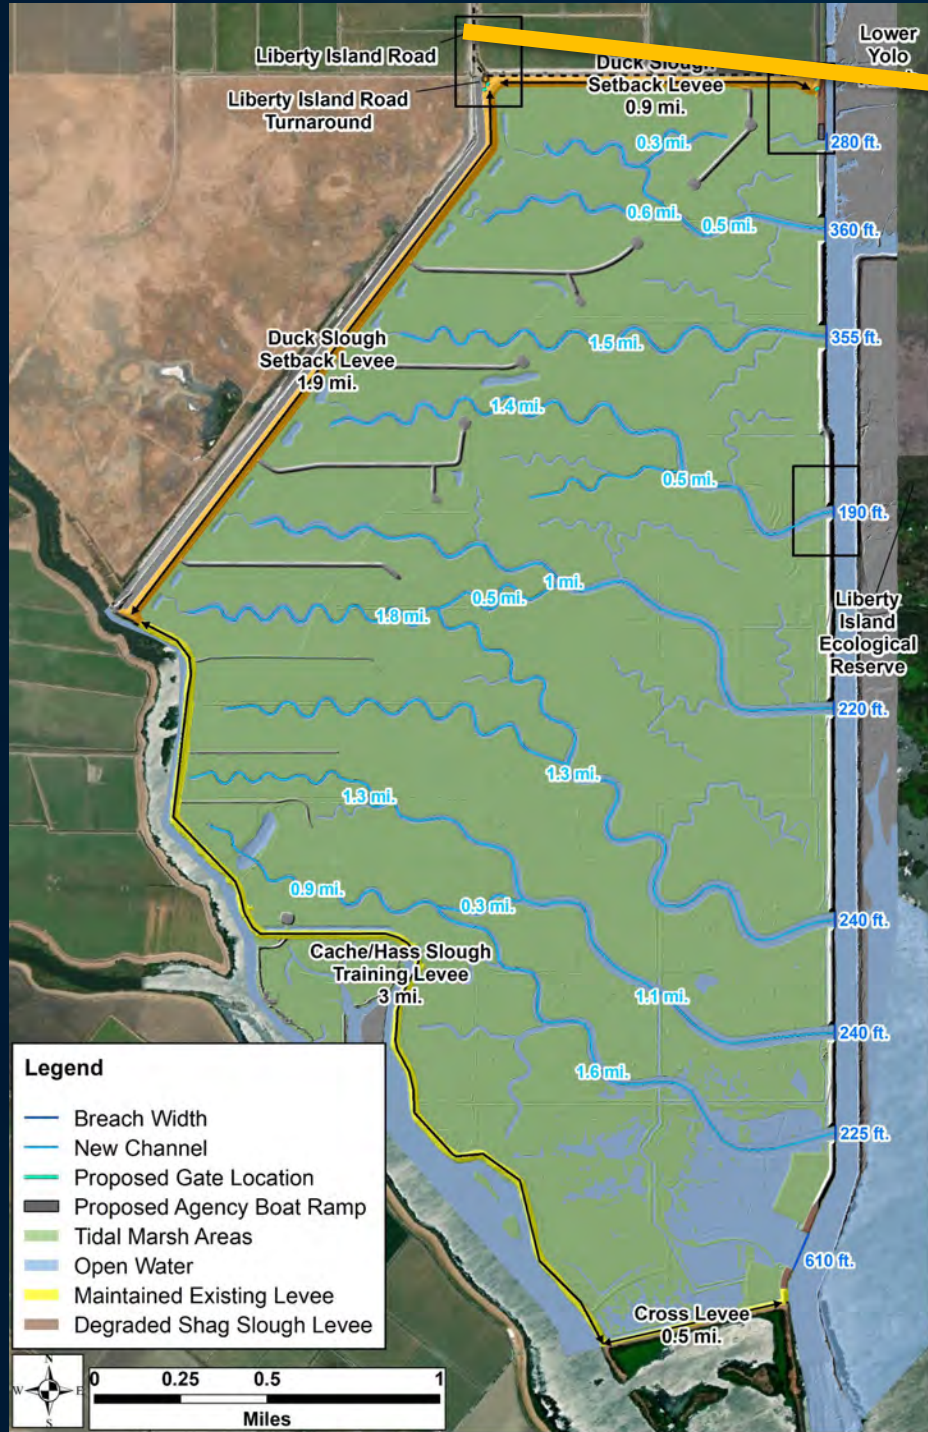 Liberty Island Road
Lower
Yolo
Duck Slough
Setback Levee
0.9 mi.
Liberty Island Road
Turnaround
0.3 mi.
280 ft.
0.6 mi.
0.5 mi.
360 ft.
Duck Slough
Setback Levee
1.9 mi.
1.5 mi.
355 ft.
1.4 mi.
0.5 mi.
190 ft.
1 mi.
0.5 mi.
1.8 mi.
Liberty
Island
Ecological
Reserve
220 ft.
1.3 mi.
1.3 mi.
0.9 mi.
0.3 mi.
240 ft.
Cache/Hass Slough
Training Levee
3 mi.
1.1 mi.
240 ft.
1.6 mi.
225 ft.
610 ft.
Cross Levee
0.5 mi.
Legend
Breach Width
New Channel
Proposed Gate Location
Proposed Agency Boat Ramp
Tidal Marsh Areas
Open Water
Maintained Existing Levee
Degraded Shag Slough Levee
N
W E
S
0 0.25 0.5 1
Miles